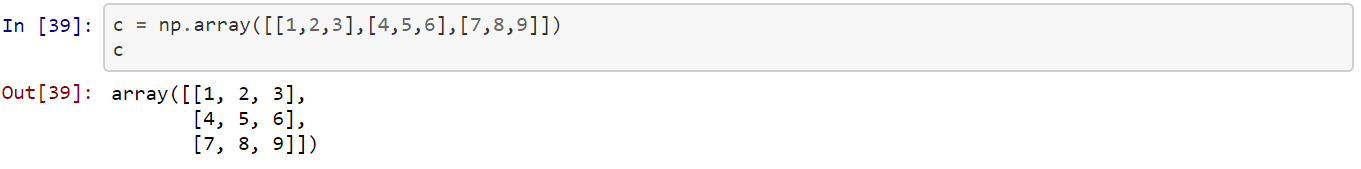 In [39]: c = np.array([[1,2,3],[4,5,6],[7,8,9]])
c
Out[39]: array([[1, 2, 3],
[4, 5, 6],
[7, 8, 9]])